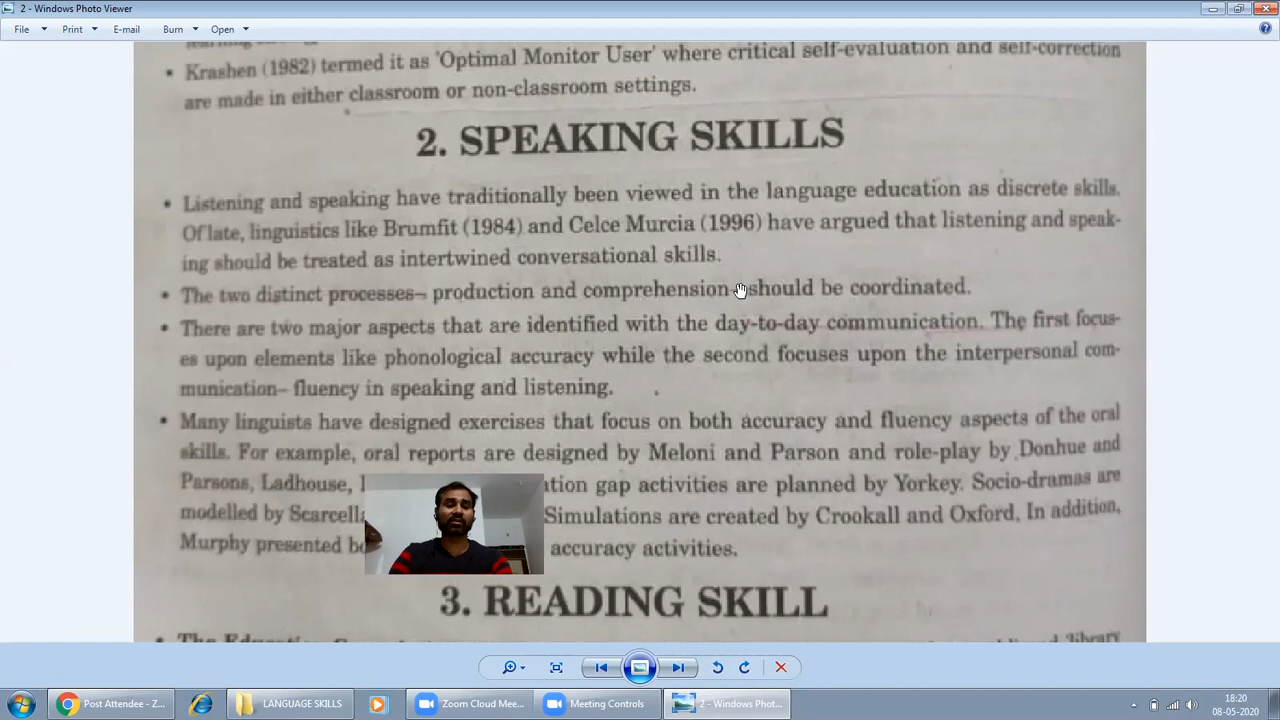 2 - Windows Photo Viewer
File Print E-mail Burn Open
Krashen (1982) termed it as 'Optimal Monitor User' where critical self-evaluation and self-correction
are made in either classroom or non-classroom settings.
2. SPEAKING SKILLS
Listening and speaking have traditionally been viewed in the language education as discrete skills.
Of late, linguistics like Brumfit (1984) and Celce Murcia (1996) have argued that listening and speak-
ing should be treated as intertwined conversational skills.
The two distinct processes– production and comprehension– should be coordinated.
There are two major aspects that are identified with the day-to-day communication. The first focus-
es upon elements like phonological accuracy while the second focuses upon the interpersonal com-
munication– fluency in speaking and listening.
Many linguists have designed exercises that focus on both accuracy and fluency aspects of the oral
skills. For example, oral reports are designed by Meloni and Parson and role-play by Donhue and
Parsons, Ladhouse, gap activities are planned by Yorkey. Socio-dramas are
modelled by Simulations are created by Crookall and Oxford, In addition,
Murphy presented accuracy activities.
3. READING SKILL
The
Post Attendee - Z...
LANGUAGE SKILLS
Zoom Cloud Mee...
Meeting Controls
2 - Windows Phot...
18:20
08-05-2020